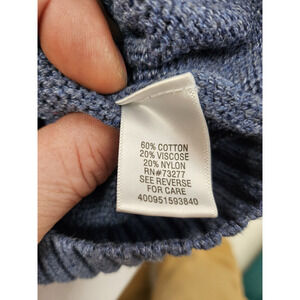 60% COTTON
20% VISCOSE
20% NYLON
RN#73277
SEE REVERSE
FOR CARE
400951593840